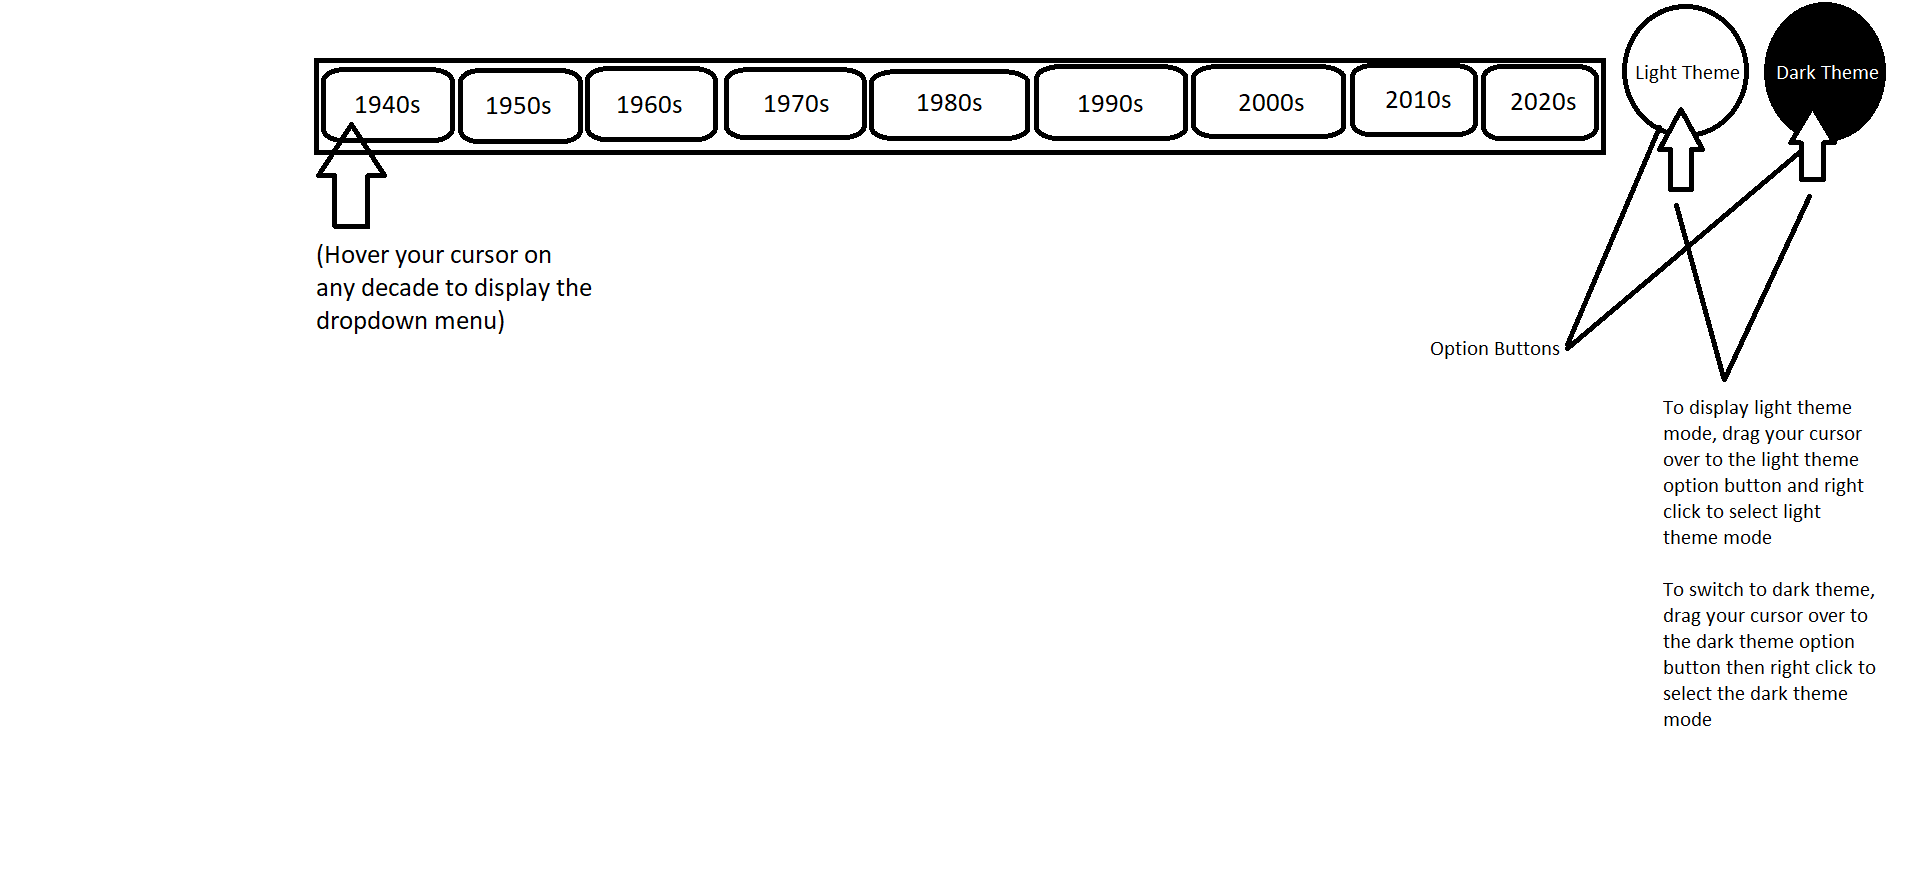 1940s
1950s
1960s
1970s
1980s
1990s
2000s
2010s
2020s
Light Theme
Dark Theme
(Hover your cursor on
any decade to display the
dropdown menu)
Option Buttons
To display light theme
mode, drag your cursor
over to the light theme
option button and right
click to select light
theme mode
To switch to dark theme,
drag your cursor over to
the dark theme option
button then right click to
select the dark theme
mode